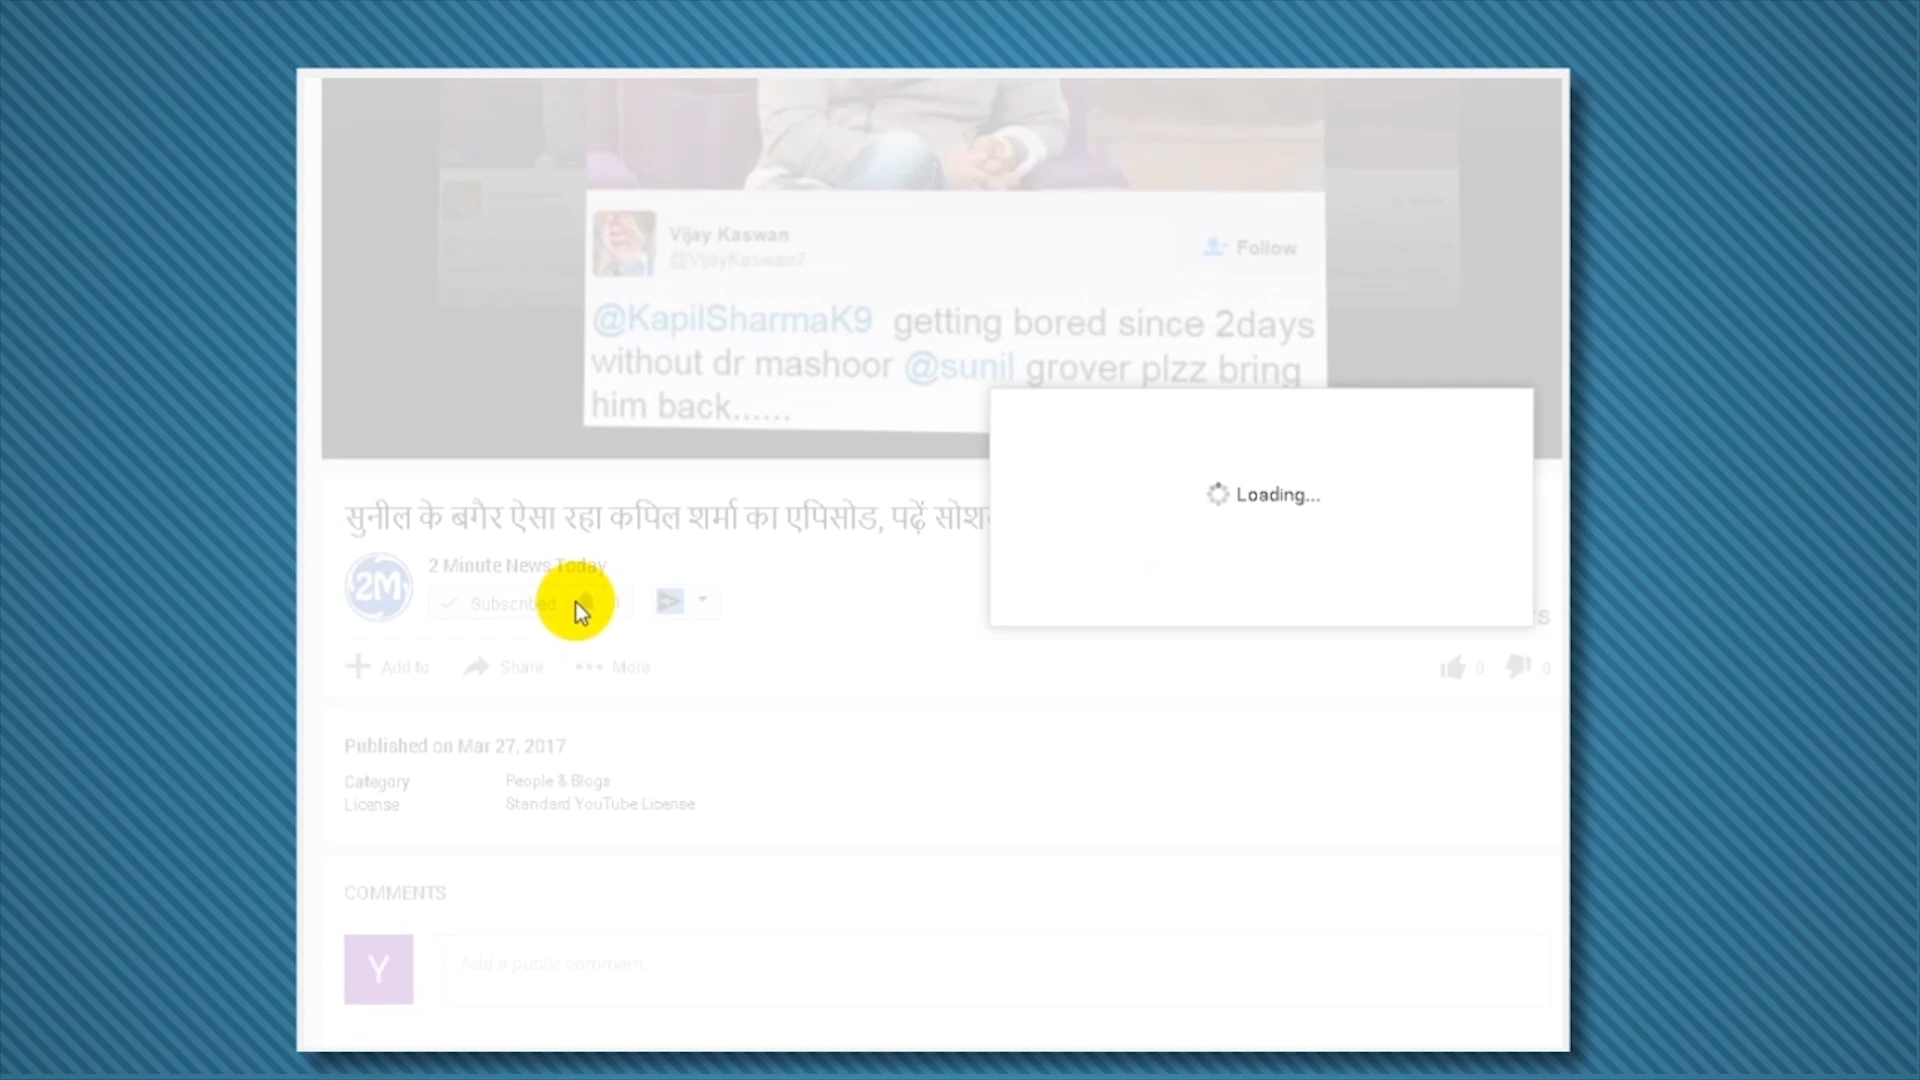 Vijay Kaswan
@VijayKaswan7
Follow
@KapilSharmaK9 getting bored since 2days
without dr mashoor @sunil grover plzz bring
him back......
Loading...
सुनील के बगैर ऐसा रहा कपिल शर्मा का एपिसोड, पढ़ें
2M
2 Minute News Today
Subscribed
Add to
Share
More
0
0
Published on Mar 27, 2017
Category
People & Blogs
License
Standard YouTube License
COMMENTS
Y
Add a public comment...